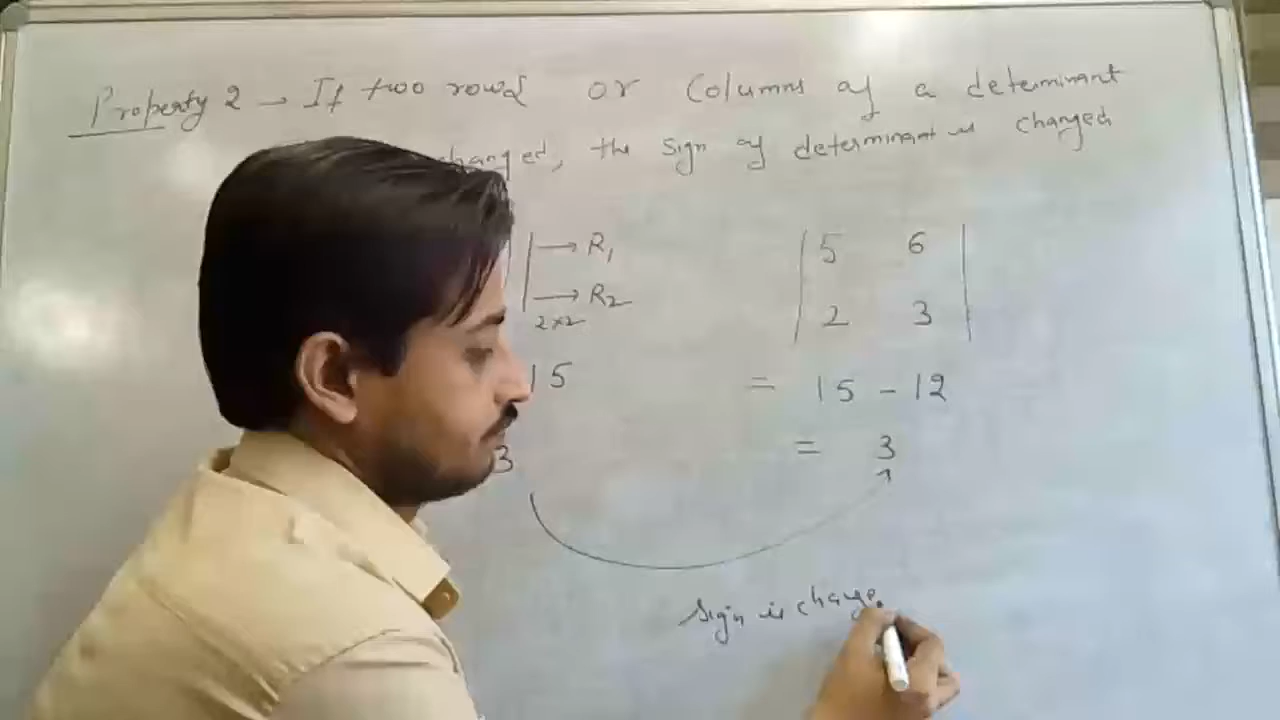 Property 2 → If two rows or Columns of a determinant
changed, the sign of determinant is changed
→ R1
→ R2
2×2
5 6
2 3
15
= 15 - 12
3
= 3
Sign is change